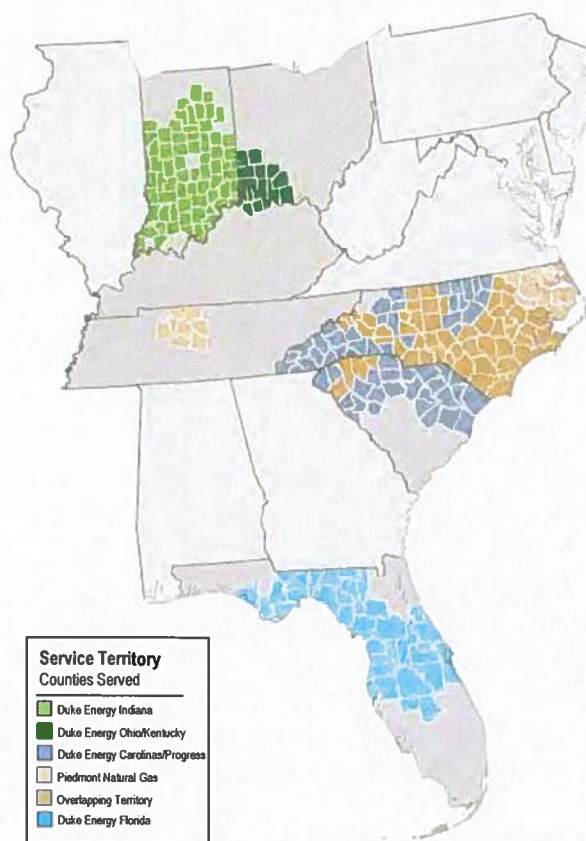 Service Territory
Counties Served
Duke Energy Indiana
Duke Energy Ohio/Kentucky
Duke Energy Carolinas/Progress
Piedmont Natural Gas
Overlapping Territory
Duke Energy Florida